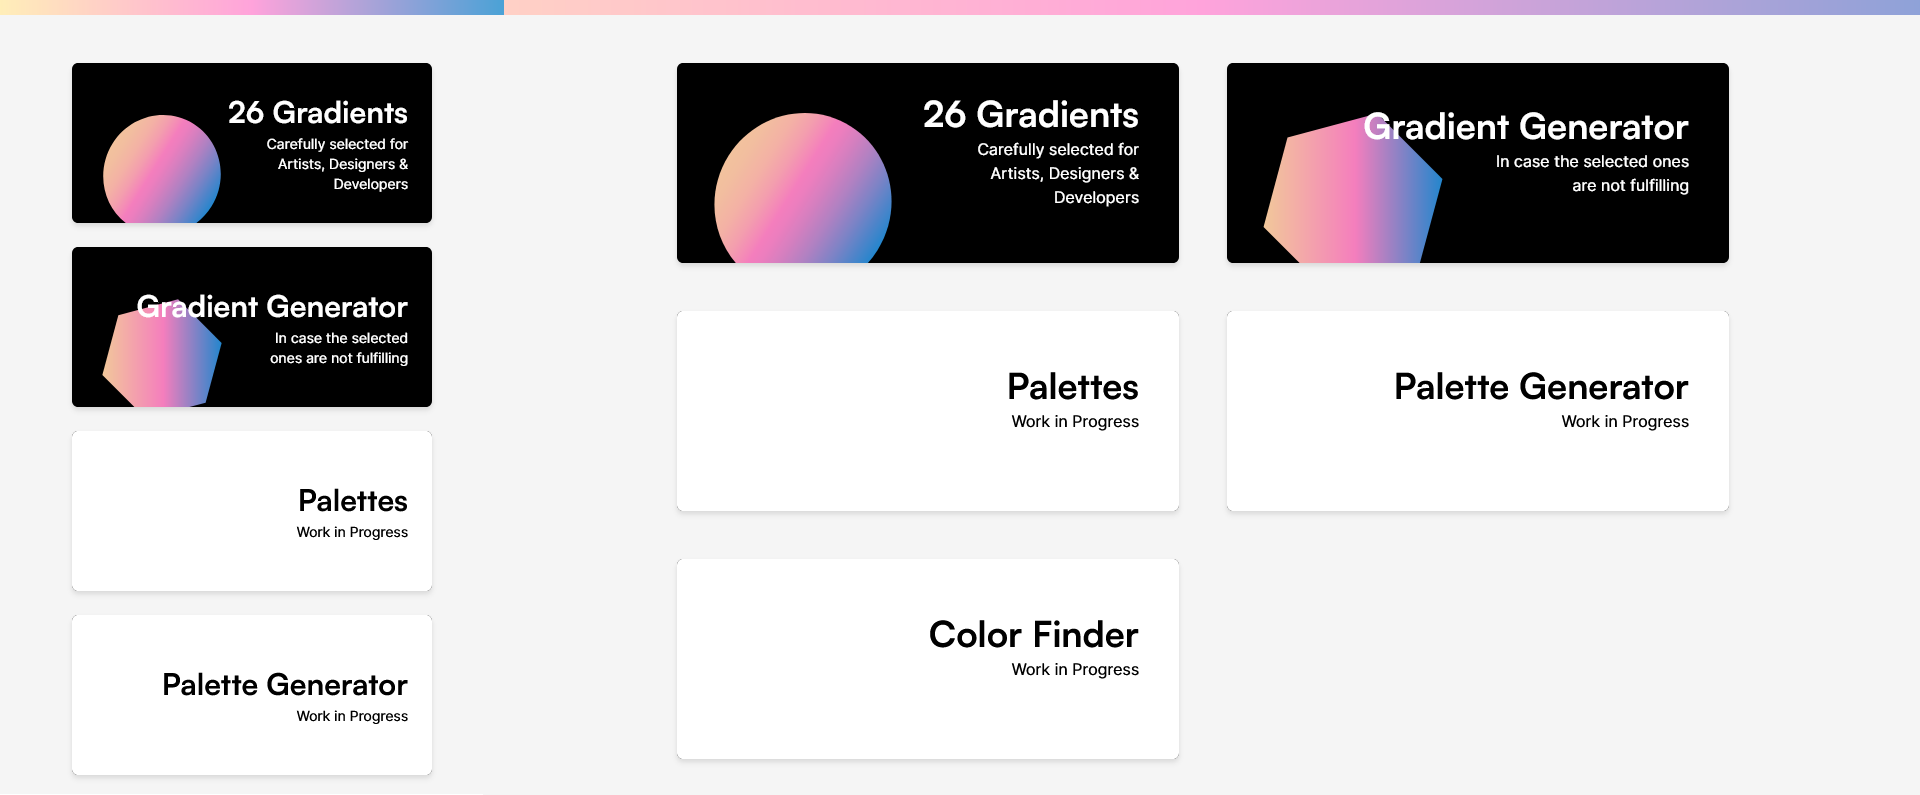 26 Gradients
Carefully selected for
Artists, Designers &
Developers
Gradient Generator
In case the selected
ones are not fulfilling
Palettes
Work in Progress
Palette Generator
Work in Progress
26 Gradients
Carefully selected for
Artists, Designers &
Developers
Gradient Generator
In case the selected ones
are not fulfilling
Palettes
Work in Progress
Palette Generator
Work in Progress
Color Finder
Work in Progress